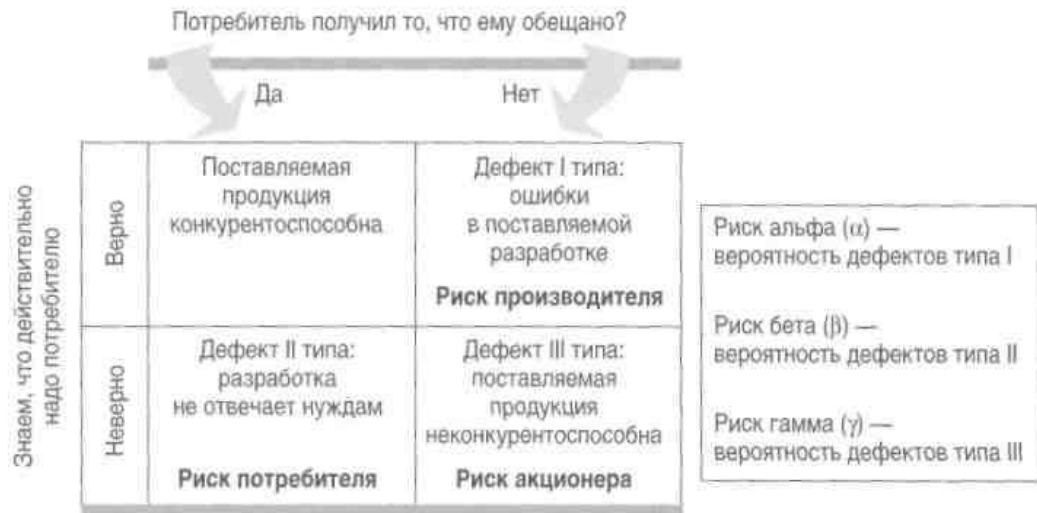 Потребитель получил то, что ему обещано?
Да
Нет
Знаем, что действительно
надо потребителю
Верно
Поставляемая
продукция
конкурентоспособна
Дефект I типа:
ошибки
в поставляемой
разработке
Риск производителя
Неверно
Дефект II типа:
разработка
не отвечает нуждам
Риск потребителя
Дефект III типа:
поставляемая
продукция
неконкурентоспособна
Риск акционера
Риск альфа (α) —
вероятность дефектов типа I
Риск бета (β) —
вероятность дефектов типа II
Риск гамма (γ) —
вероятность дефектов типа III